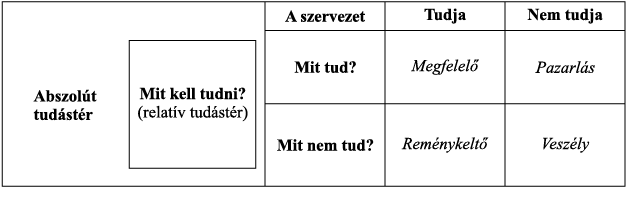 A szervezet Tudja Nem tudja
Abszolút
tudástér
Mit kell tudni?
(relatív tudástér)
Mit tud? Megfelelő Pazarlás
Mit nem tud? Reménykeltő Veszély